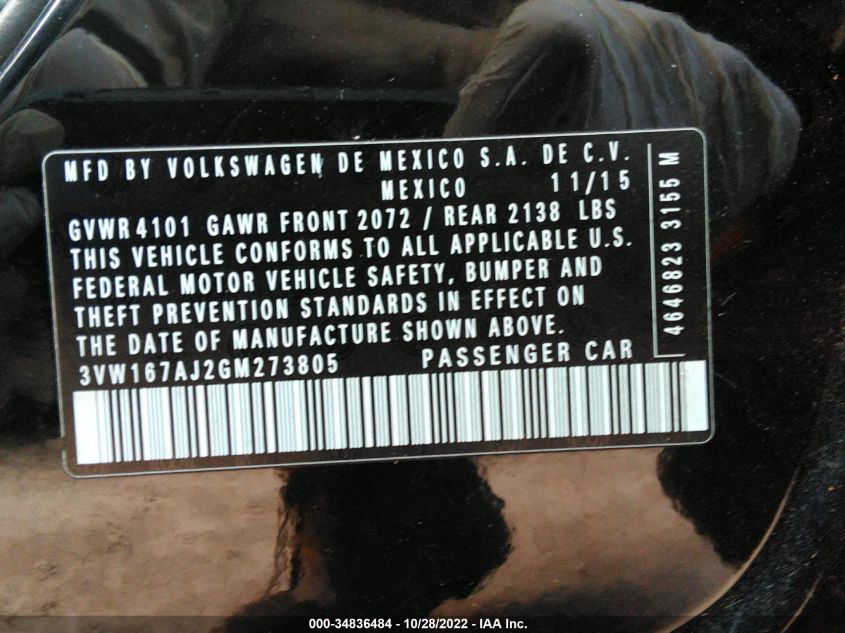 MFD BY VOLKSWAGEN DE MEXICO S.A. DE C.V.
MEXICO 11/15
GVWR 4101 GAWR FRONT 2072 / REAR 2138 LBS
THIS VEHICLE CONFORMS TO ALL APPLICABLE U.S.
FEDERAL MOTOR VEHICLE SAFETY, BUMPER AND
THEFT PREVENTION STANDARDS IN EFFECT ON
THE DATE OF MANUFACTURE SHOWN ABOVE.
3VW167AJ2GM273805 PASSENGER CAR
4646823 3155 M
000-34836484 - 10/28/2022 - IAA Inc.